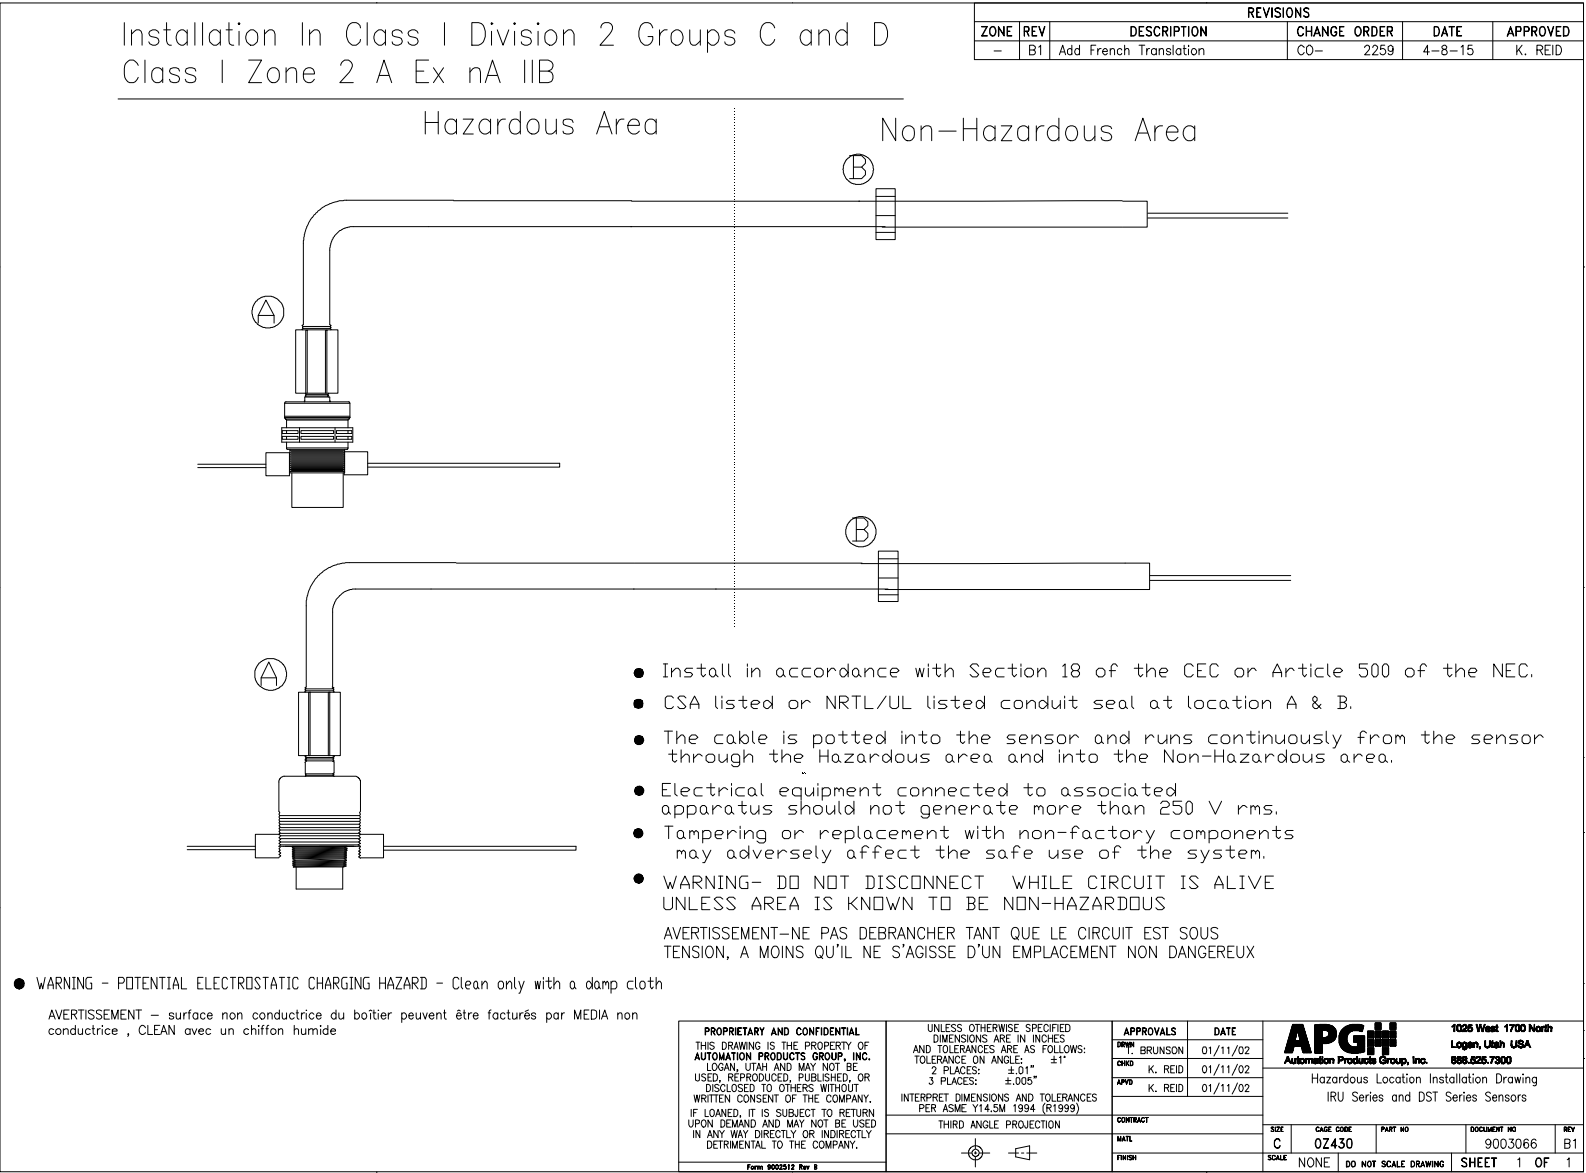 Installation In Class I Division 2 Groups C and D
Class I Zone 2 A Ex nA IIB
REVISIONS
ZONE REV DESCRIPTION CHANGE ORDER DATE APPROVED
– B1 Add French Translation CO– 2259 4–8–15 K. REID
Hazardous Area
Non–Hazardous Area
B
A
B
A
● Install in accordance with Section 18 of the CEC or Article 500 of the NEC.
● CSA listed or NRTL/UL listed conduit seal at location A & B.
● The cable is potted into the sensor and runs continuously from the sensor
through the Hazardous area and into the Non-Hazardous area.
● Electrical equipment connected to associated
apparatus should not generate more than 250 V rms.
● Tampering or replacement with non-factory components
may adversely affect the safe use of the system.
● WARNING- DO NOT DISCONNECT WHILE CIRCUIT IS ALIVE
UNLESS AREA IS KNOWN TO BE NON-HAZARDOUS
AVERTISSEMENT–NE PAS DEBRANCHER TANT QUE LE CIRCUIT EST SOUS
TENSION, A MOINS QU'IL NE S'AGISSE D'UN EMPLACEMENT NON DANGEREUX
● WARNING - POTENTIAL ELECTROSTATIC CHARGING HAZARD - Clean only with a damp cloth
AVERTISSEMENT – surface non conductrice du boîtier peuvent être facturés par MEDIA non
conductrice , CLEAN avec un chiffon humide
PROPRIETARY AND CONFIDENTIAL
THIS DRAWING IS THE PROPERTY OF
AUTOMATION PRODUCTS GROUP, INC.
LOGAN, UTAH AND MAY NOT BE
USED, REPRODUCED, PUBLISHED, OR
DISCLOSED TO OTHERS WITHOUT
WRITTEN CONSENT OF THE COMPANY.
IF LOANED, IT IS SUBJECT TO RETURN
UPON DEMAND AND MAY NOT BE USED
IN ANY WAY DIRECTLY OR INDIRECTLY
DETRIMENTAL TO THE COMPANY.
Form 9002512 Rev B
UNLESS OTHERWISE SPECIFIED
DIMENSIONS ARE IN INCHES
AND TOLERANCES ARE AS FOLLOWS:
TOLERANCE ON ANGLE: ±1°
2 PLACES: ±.01"
3 PLACES: ±.005"
INTERPRET DIMENSIONS AND TOLERANCES
PER ASME Y14.5M 1994 (R1999)
THIRD ANGLE PROJECTION
APPROVALS DATE
DRWN T. BRUNSON 01/11/02
CHKD K. REID 01/11/02
APVD K. REID 01/11/02
CONTRACT
MATL
FINISH
APG
Automation Products Group, Inc.
1025 West 1700 North
Logan, Utah USA
888.525.7300
Hazardous Location Installation Drawing
IRU Series and DST Series Sensors
SIZE CAGE CODE PART NO DOCUMENT NO REV
C 0Z430 9003066 B1
SCALE NONE DO NOT SCALE DRAWING SHEET 1 OF 1